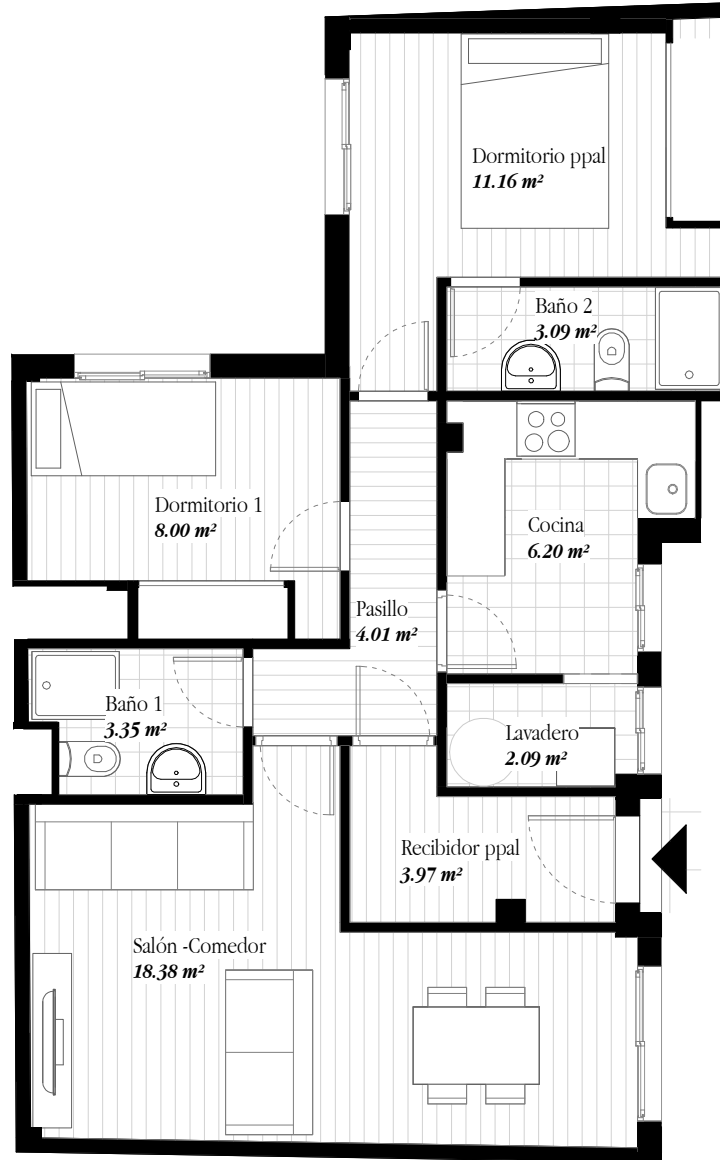 Dormitorio ppal
11.16 m²
Baño 2
3.09 m²
Dormitorio 1
8.00 m²
Cocina
6.20 m²
Pasillo
4.01 m²
Baño 1
3.35 m²
Lavadero
2.09 m²
Recibidor ppal
3.97 m²
Salón -Comedor
18.38 m²